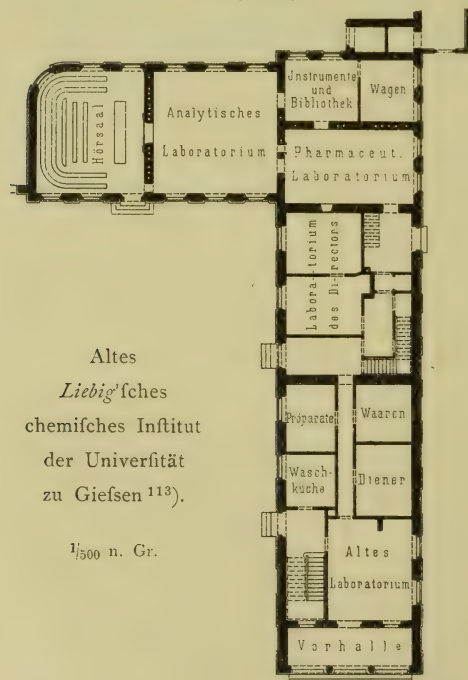 Instrumente
und
Bibliothek
Wagen
Hörsaal
Analytisches
Laboratorium
Pharmaceut.
Laboratorium
Laboratorium
des Directors
Präparate
Waaren
Wasch-
küche
Diener
Altes
Laboratorium
Vorhalle
Altes
Liebig'ſches
chemiſches Inſtitut
der Univerſität
zu Gieſsen ¹¹³).
1/500 n. Gr.